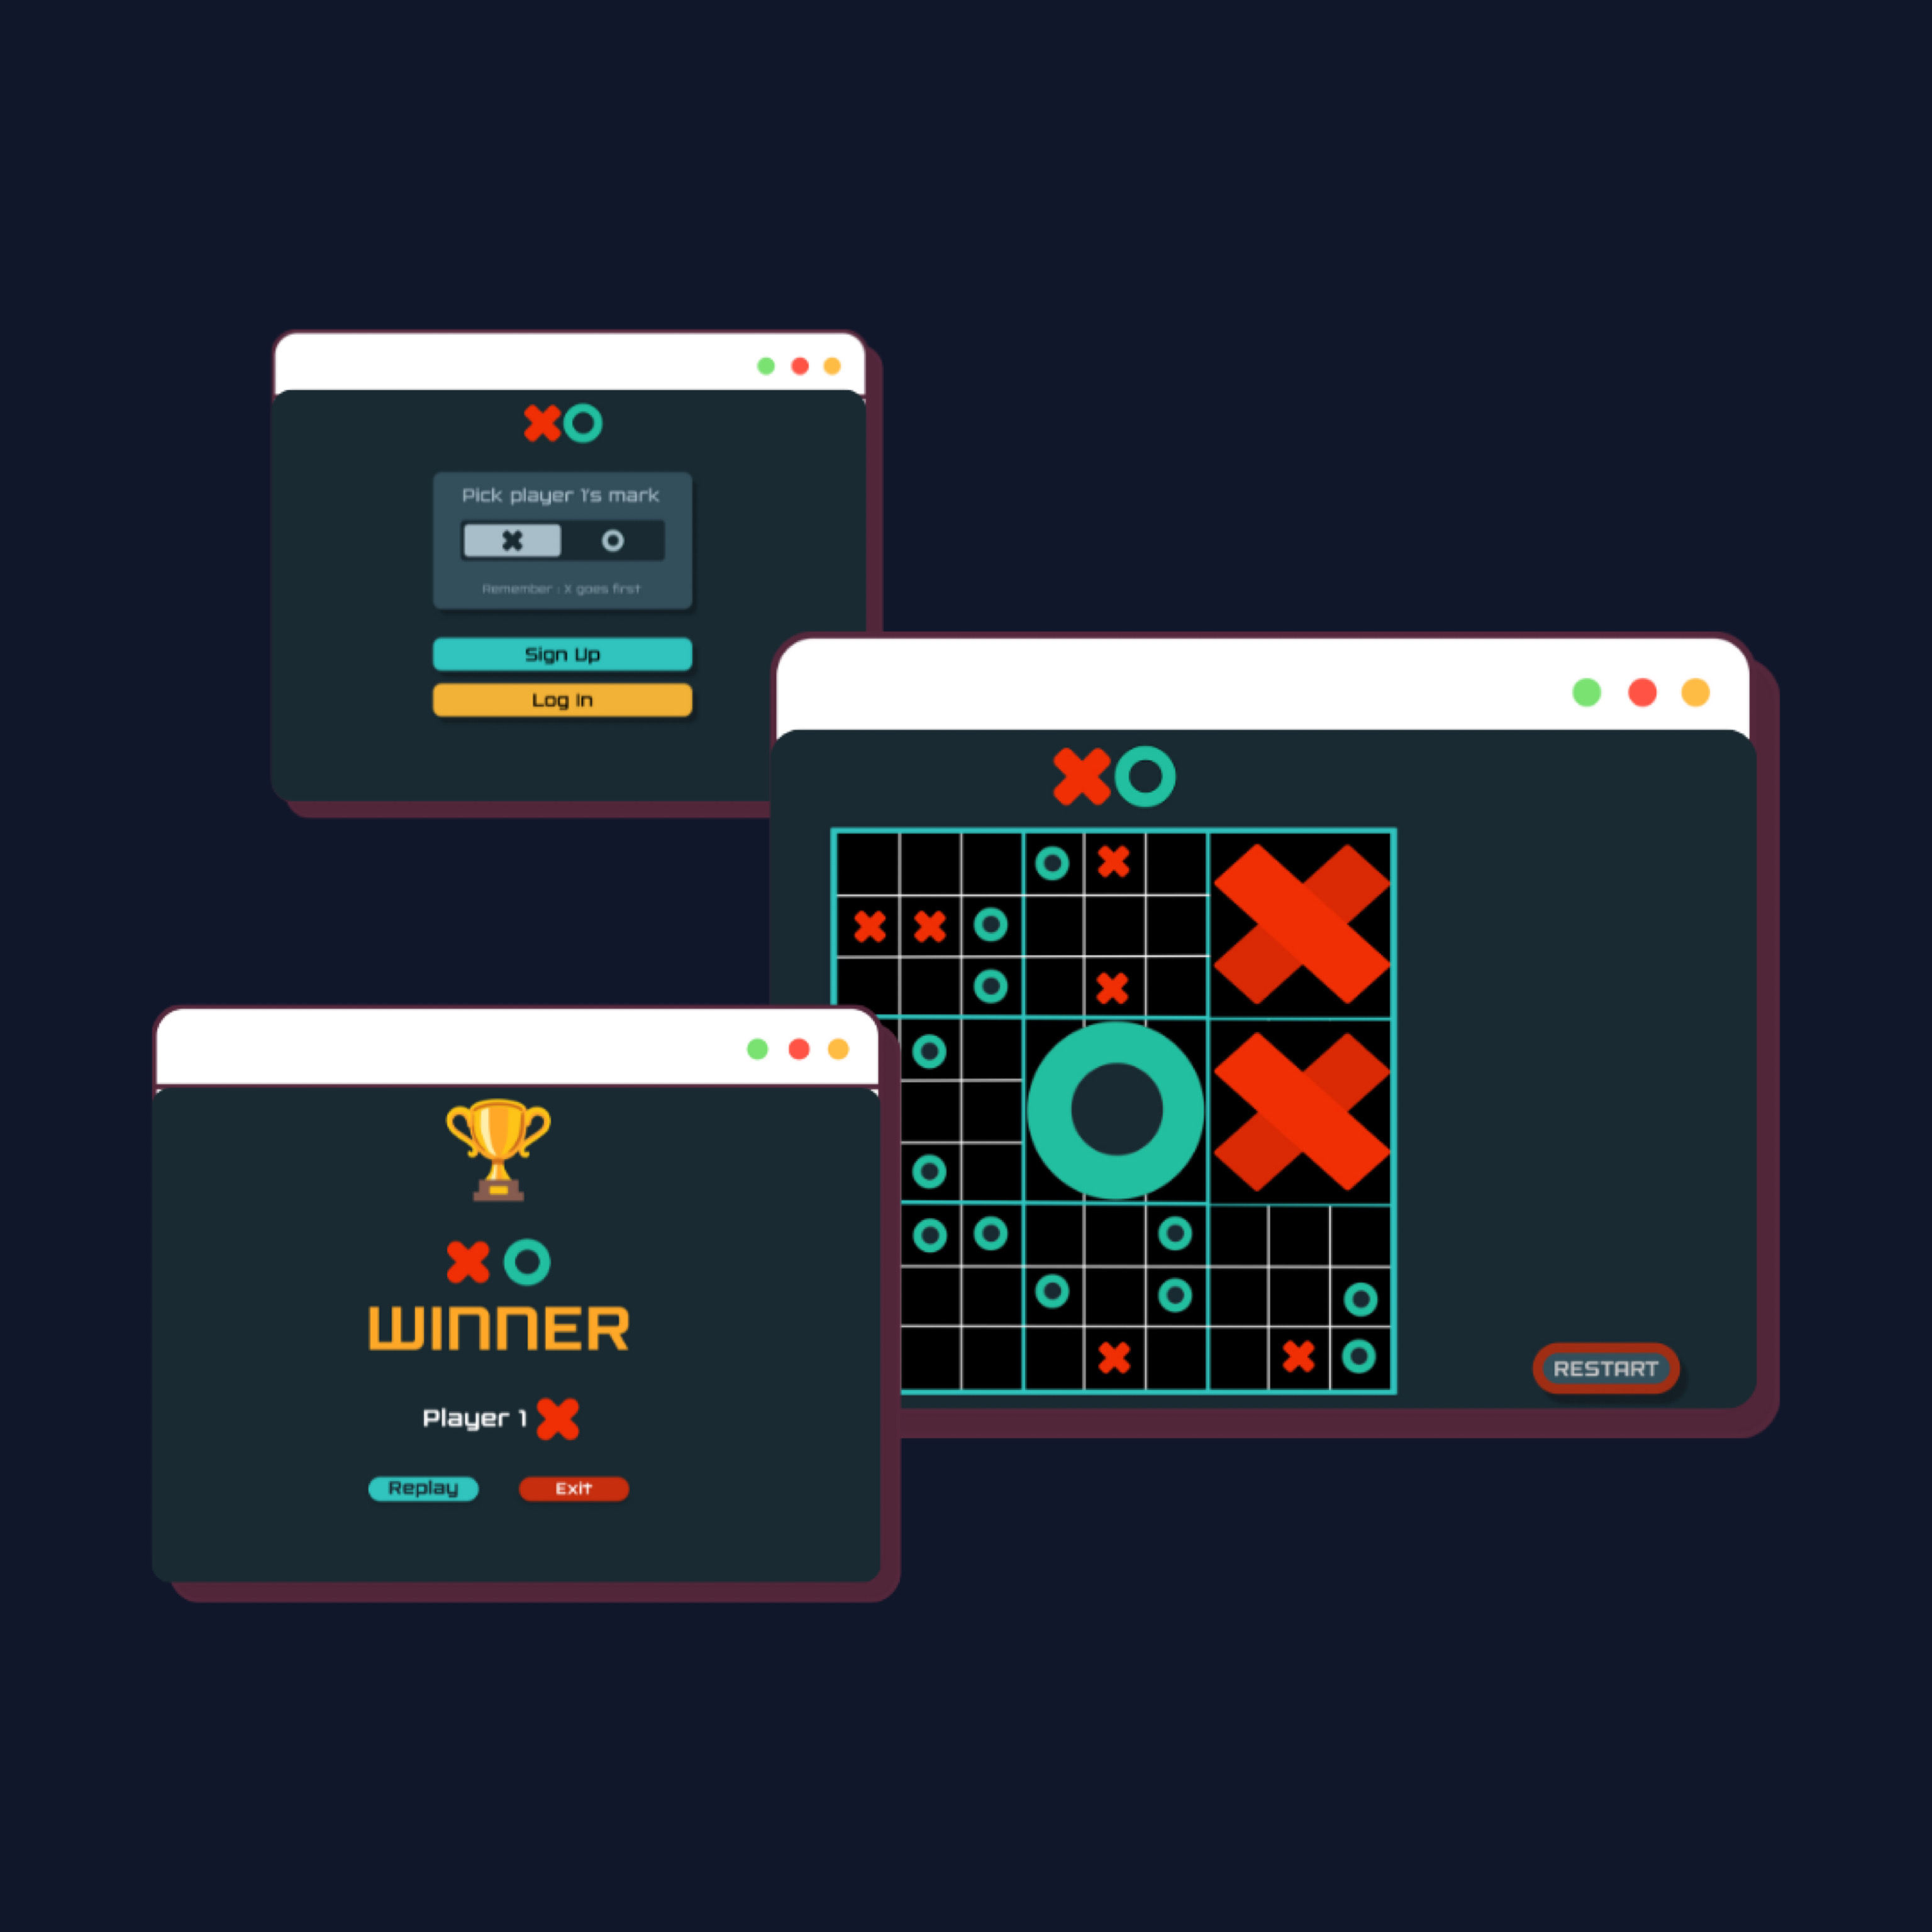 Pick player 1's mark
Remember : X goes first
Sign Up
Log In
RESTART
WINNER
Player 1
Replay
Exit